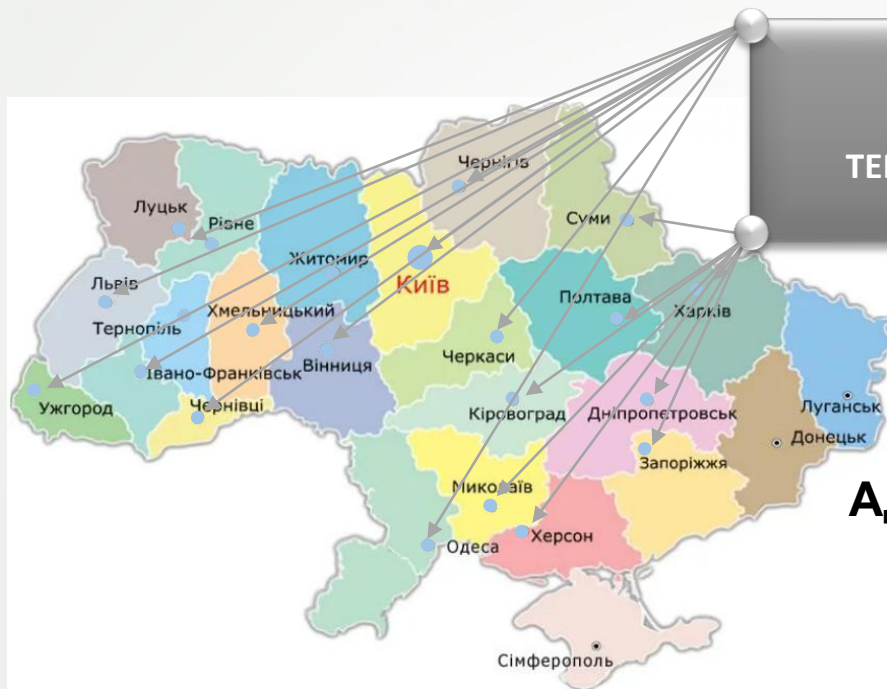 Чернігів
Луцьк
Рівне
Суми
Житомир
Київ
Львів
Хмельницький
Полтава
Харків
Тернопіль
Черкаси
Вінниця
Івано-Франківськ
Ужгород
Чернівці
Кіровоград
Дніпропетровськ
Луганськ
Донецьк
Запоріжжя
Миколаїв
Одеса
Херсон
Сімферополь